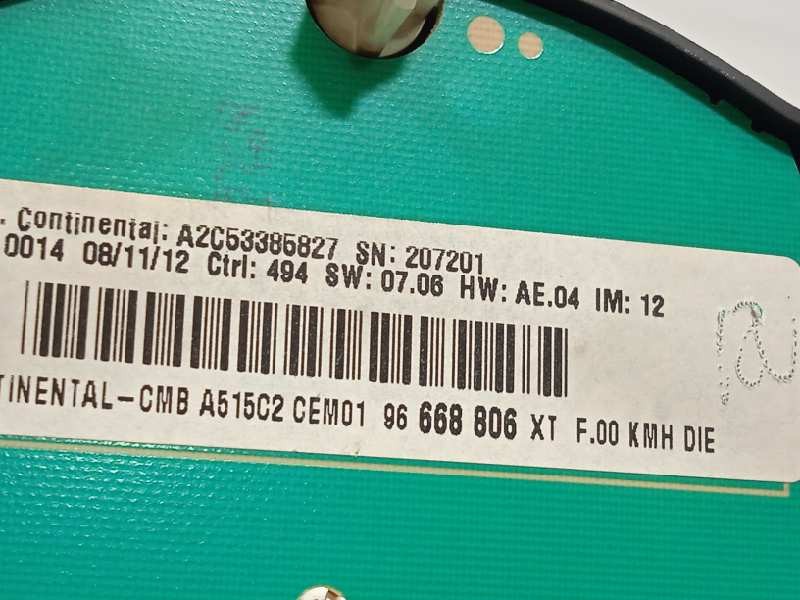 . Continental: A2C53385827 SN: 207201
0014 08/11/12 Ctrl: 494 SW: 07.06 HW: AE.04 IM: 12
TINENTAL-CMB A515C2 CEM01 96 668 806 XT F.00 KMH DIE